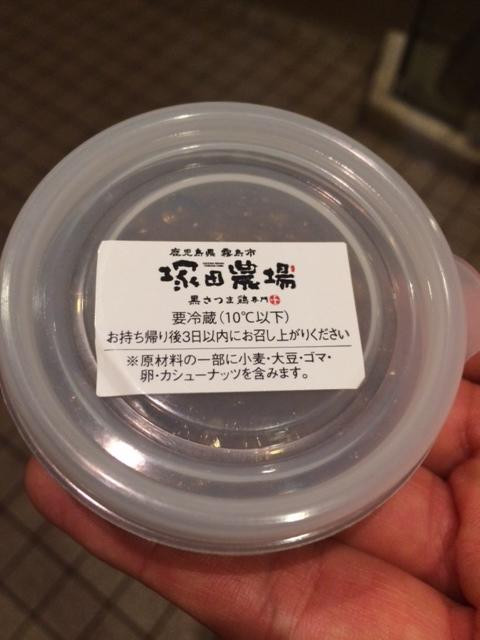 鹿児島県 霧島市
塚田農場
黒さつま鶏専門
要冷蔵(10℃以下)
お持ち帰り後3日以内にお召し上がりください
※原材料の一部に小麦・大豆・ゴマ・
卵・カシューナッツを含みます。